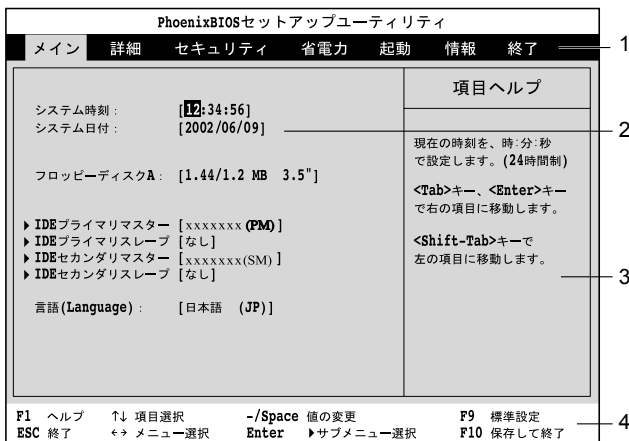 PhoenixBIOSセットアップユーティリティ
メイン 詳細 セキュリティ 省電力 起動 情報 終了 1
項目ヘルプ
システム時刻： [12:34:56]
システム日付： [2002/06/09] 2
現在の時刻を、時：分：秒
で設定します。(24時間制)
フロッピーディスクA： [1.44/1.2 MB 3.5"]
<Tab>キー、<Enter>キー
で右の項目に移動します。
▶IDEプライマリマスター [xxxxxxx(PM)]
▶IDEプライマリスレーブ [なし]
<Shift-Tab>キーで
▶IDEセカンダリマスター [xxxxxxx(SM)]
左の項目に移動します。
▶IDEセカンダリスレーブ [なし]
3
言語(Language)： [日本語 (JP)]
F1 ヘルプ ↑↓ 項目選択 -/Space 値の変更 F9 標準設定
ESC 終了 ←→ メニュー選択 Enter ▶サブメニュー選択 F10 保存して終了
4